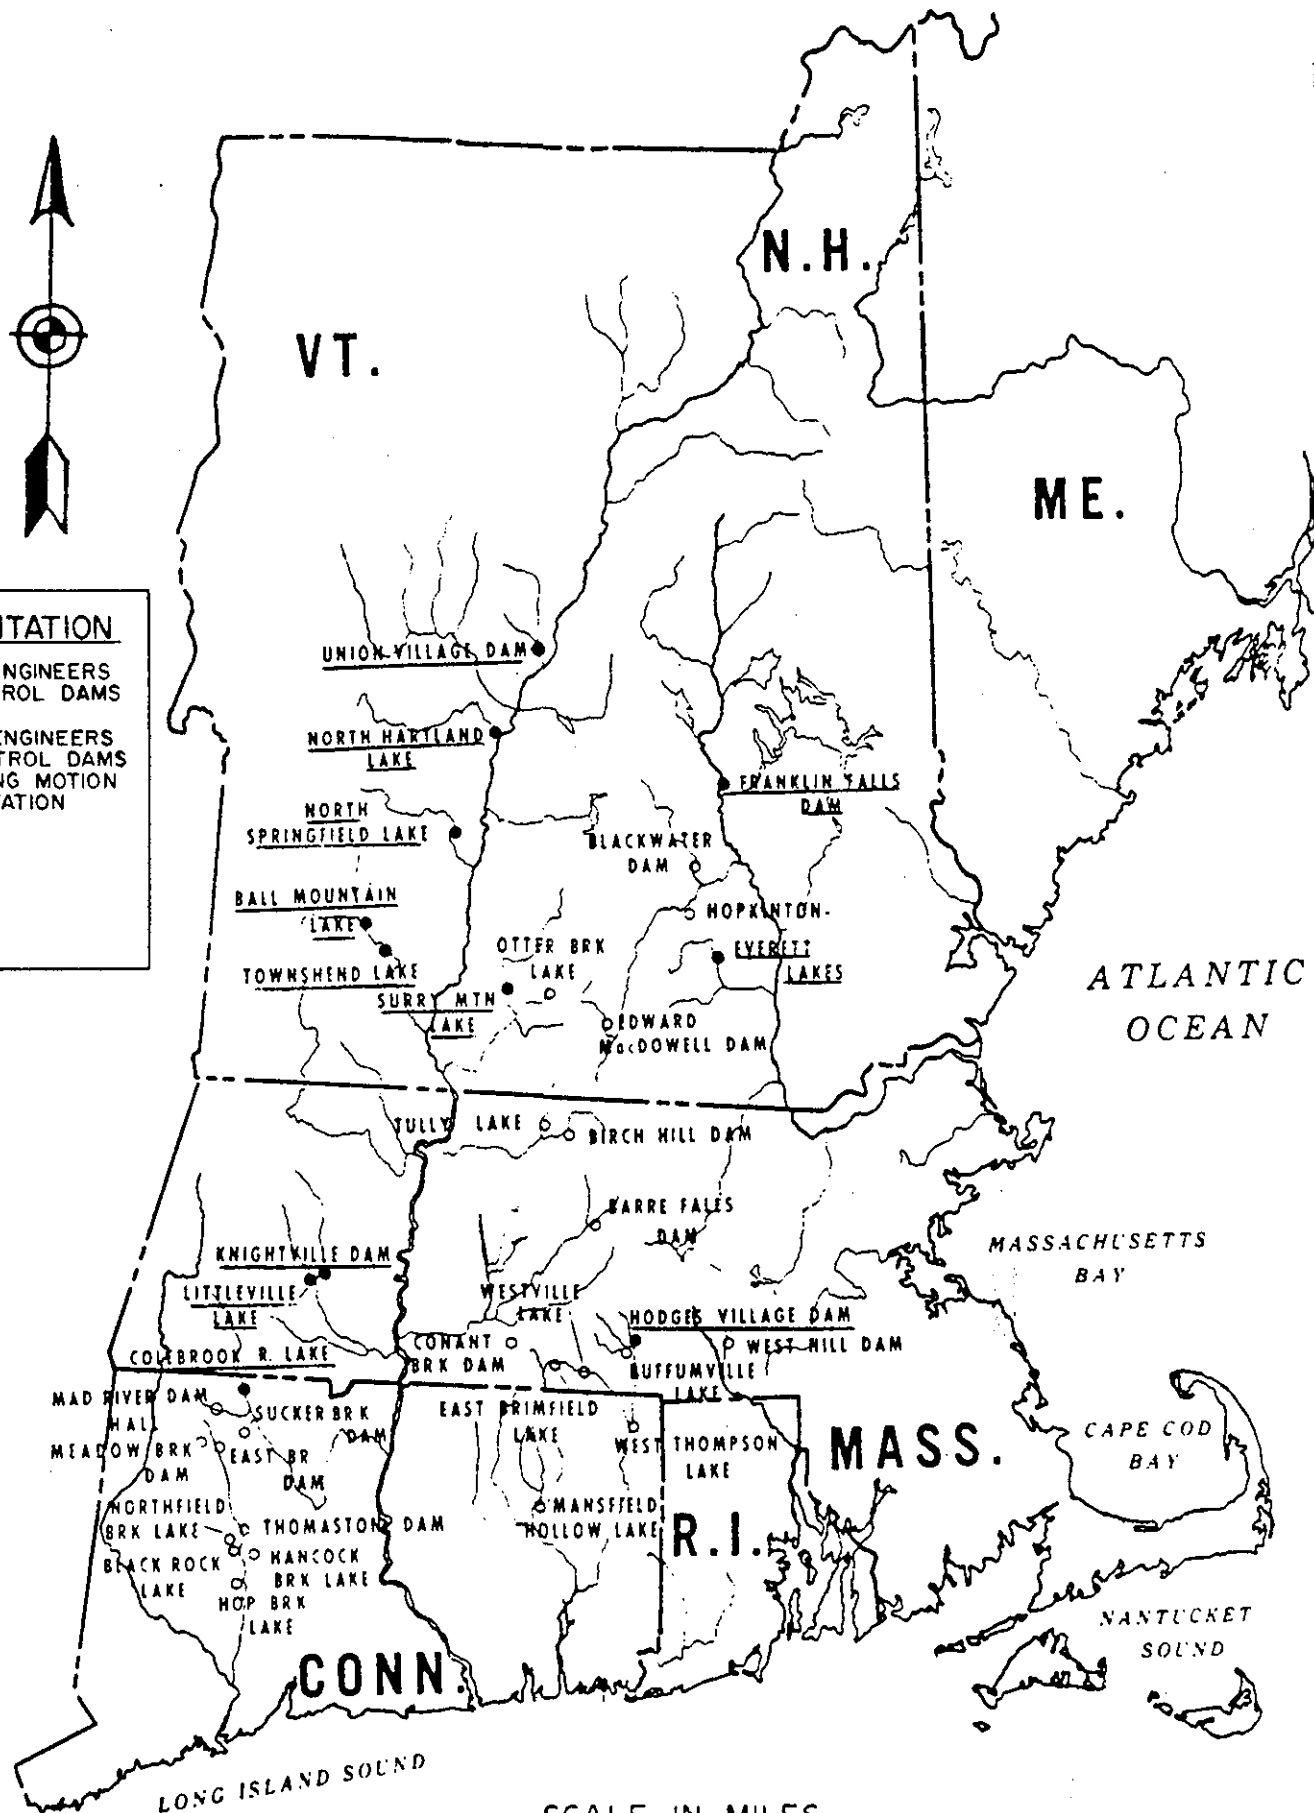 N.H.
VT.
ME.
NTATION
NGINEERS
ROL DAMS
ENGINEERS
TROL DAMS
NG MOTION
TATION
UNION VILLAGE DAM
NORTH HARTLAND
LAKE
FRANKLIN FALLS
DAM
NORTH
SPRINGFIELD LAKE
BLACKWATER
DAM
BALL MOUNTAIN
LAKE
HOPKINTON-
EVERETT
LAKES
OTTER BRK
LAKE
TOWNSHEND LAKE
SURRY MTN
LAKE
EDWARD
MacDOWELL DAM
ATLANTIC
OCEAN
TULLY LAKE
BIRCH HILL DAM
BARRE FALLS
DAM
KNIGHTVILLE DAM
LITTLEVILLE
LAKE
WESTVILLE
LAKE
HODGES VILLAGE DAM
WEST HILL DAM
MASSACHUSETTS
BAY
CONANT
BRK DAM
BUFFUMVILLE
LAKE
COLEBROOK R. LAKE
MAD RIVER DAM
HALL
MEADOW BRK
DAM
SUCKER BRK
DAM
EAST BR
DAM
EAST BRIMFIELD
LAKE
WEST THOMPSON
LAKE
MASS.
CAPE COD
BAY
NORTHFIELD
BRK LAKE
THOMASTON DAM
MANSFIELD
HOLLOW LAKE
R.I.
BLACK ROCK
LAKE
HANCOCK
BRK LAKE
HOP BRK
LAKE
NANTUCKET
SOUND
CONN.
LONG ISLAND SOUND
SCALE IN MILES